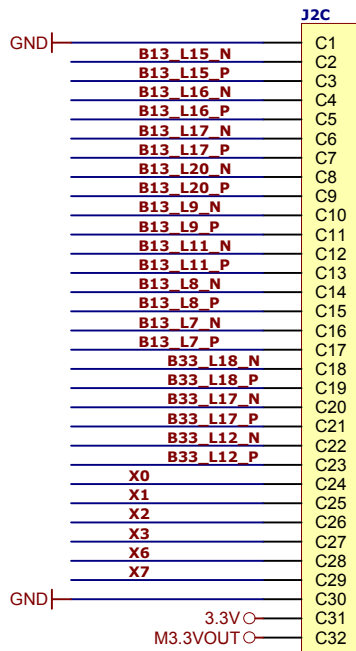 J2C
GND C1
B13_L15_N C2
B13_L15_P C3
B13_L16_N C4
B13_L16_P C5
B13_L17_N C6
B13_L17_P C7
B13_L20_N C8
B13_L20_P C9
B13_L9_N C10
B13_L9_P C11
B13_L11_N C12
B13_L11_P C13
B13_L8_N C14
B13_L8_P C15
B13_L7_N C16
B13_L7_P C17
B33_L18_N C18
B33_L18_P C19
B33_L17_N C20
B33_L17_P C21
B33_L12_N C22
B33_L12_P C23
X0 C24
X1 C25
X2 C26
X3 C27
X6 C28
X7 C29
GND C30
3.3V C31
M3.3VOUT C32